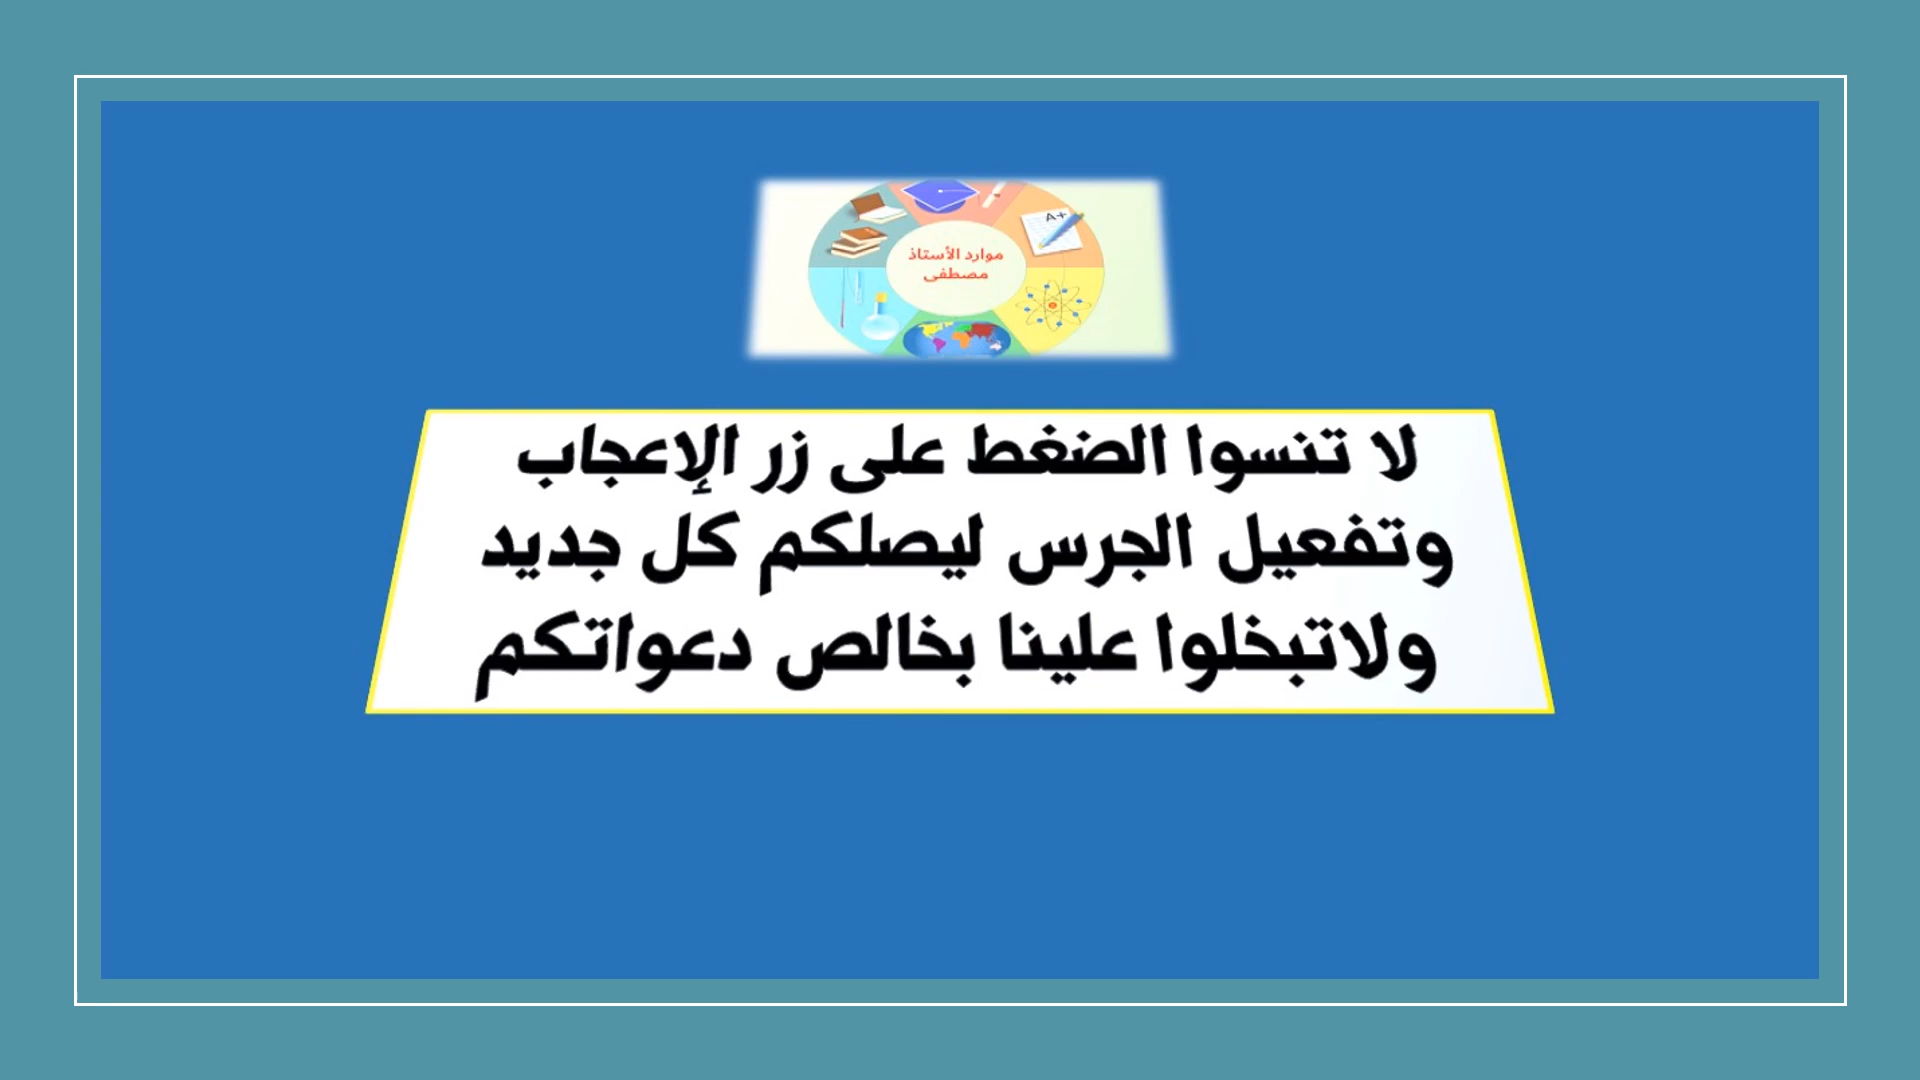 موارد الأستاذ
مصطفى
A+
لا تنسوا الضغط على زر الإعجاب
وتفعيل الجرس ليصلكم كل جديد
ولاتبخلوا علينا بخالص دعواتكم